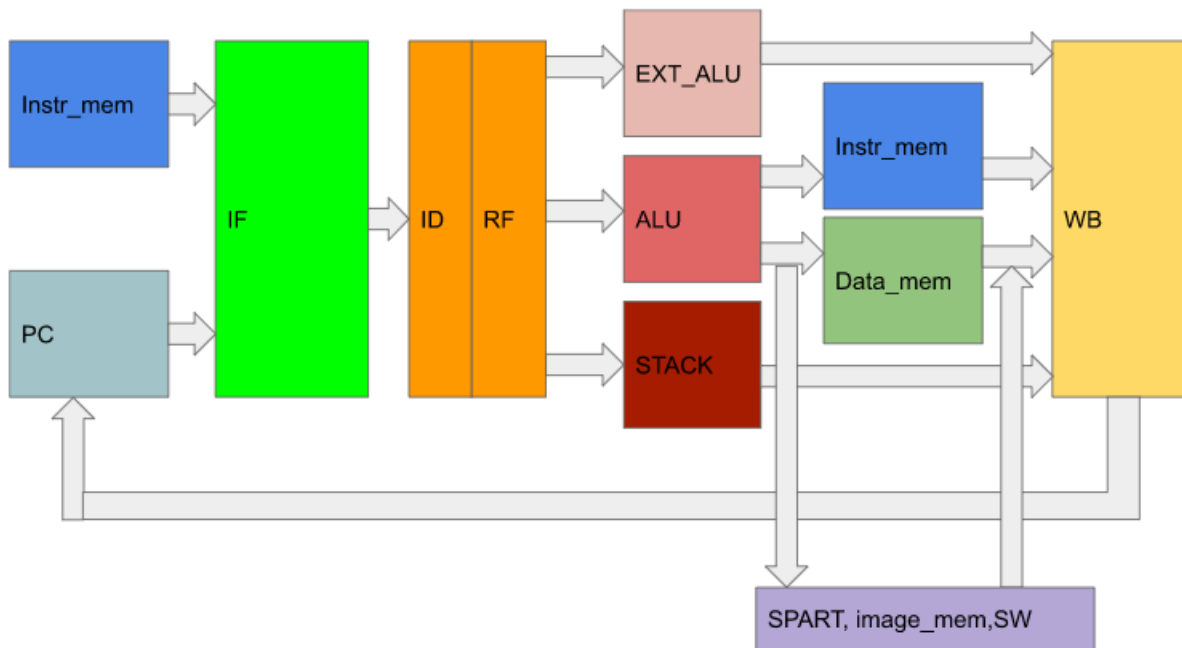 Instr_mem
PC
IF
ID
RF
EXT_ALU
ALU
STACK
Instr_mem
Data_mem
WB
SPART, image_mem,SW